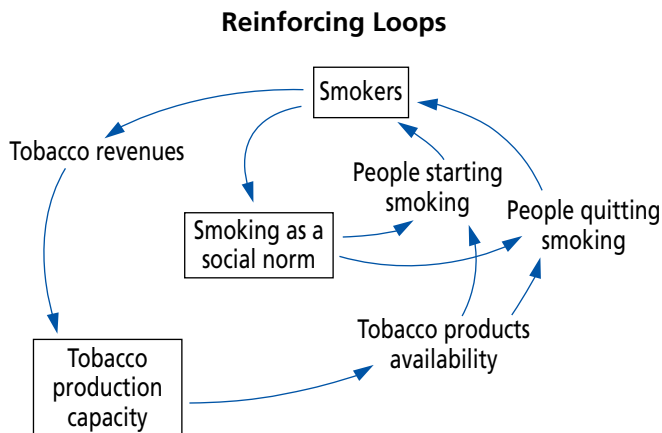 Reinforcing Loops
Smokers
Tobacco revenues
People starting
smoking
People quitting
smoking
Smoking as a
social norm
Tobacco products
availability
Tobacco
production
capacity